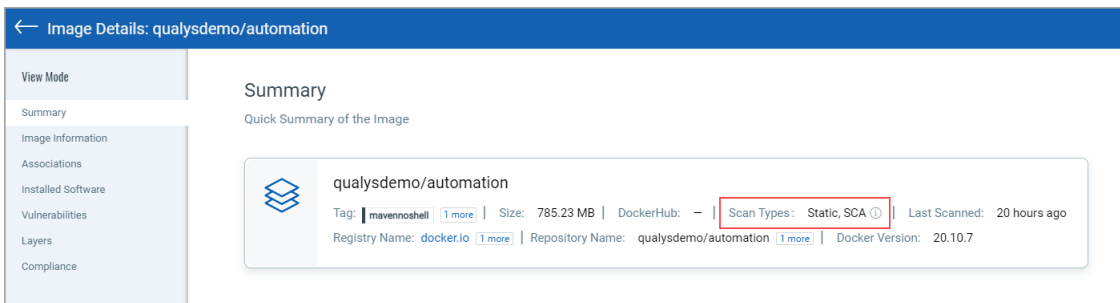 ← Image Details: qualysdemo/automation
View Mode
Summary
Image Information
Associations
Installed Software
Vulnerabilities
Layers
Compliance
Summary
Quick Summary of the Image
qualysdemo/automation
Tag: mavennoshell 1 more | Size: 785.23 MB | DockerHub: – | Scan Types: Static, SCA ⓘ | Last Scanned: 20 hours ago
Registry Name: docker.io 1 more | Repository Name: qualysdemo/automation 1 more | Docker Version: 20.10.7